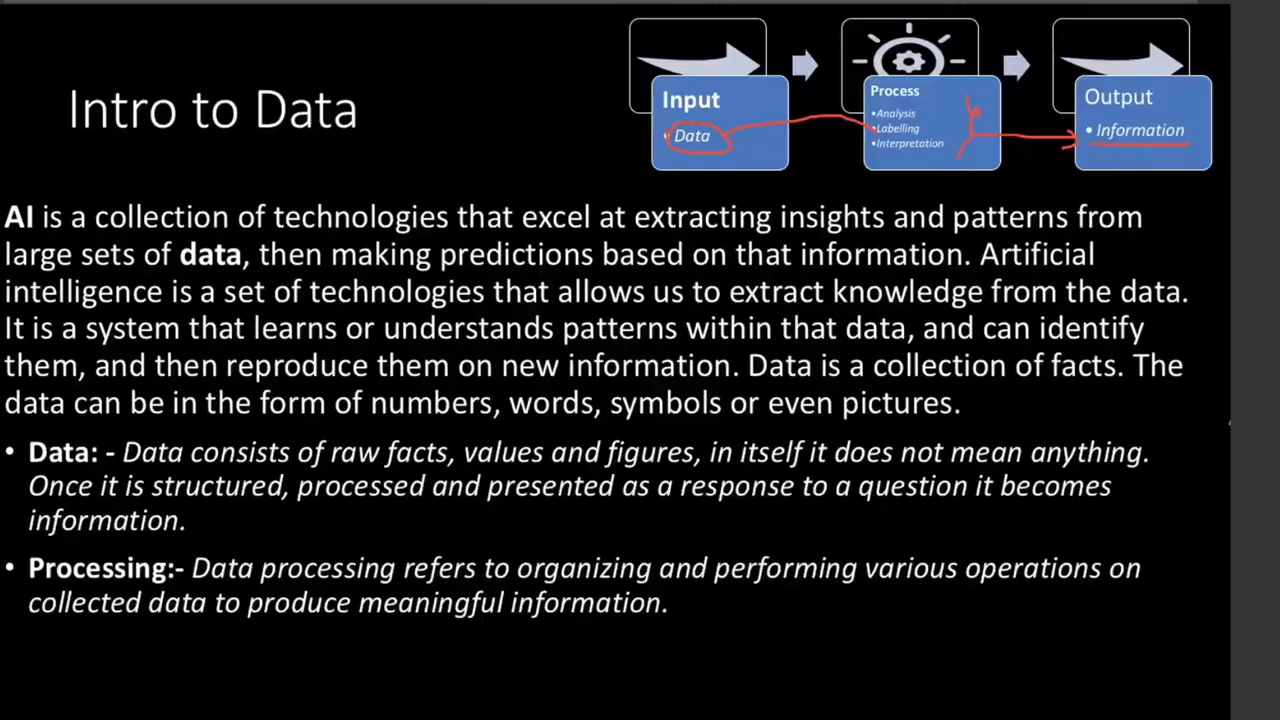 Intro to Data
Input
• Data
Process
•Analysis
•Labelling
•Interpretation
Output
• Information
AI is a collection of technologies that excel at extracting insights and patterns from
large sets of data, then making predictions based on that information. Artificial
intelligence is a set of technologies that allows us to extract knowledge from the data.
It is a system that learns or understands patterns within that data, and can identify
them, and then reproduce them on new information. Data is a collection of facts. The
data can be in the form of numbers, words, symbols or even pictures.
• Data: - Data consists of raw facts, values and figures, in itself it does not mean anything.
Once it is structured, processed and presented as a response to a question it becomes
information.
• Processing:- Data processing refers to organizing and performing various operations on
collected data to produce meaningful information.